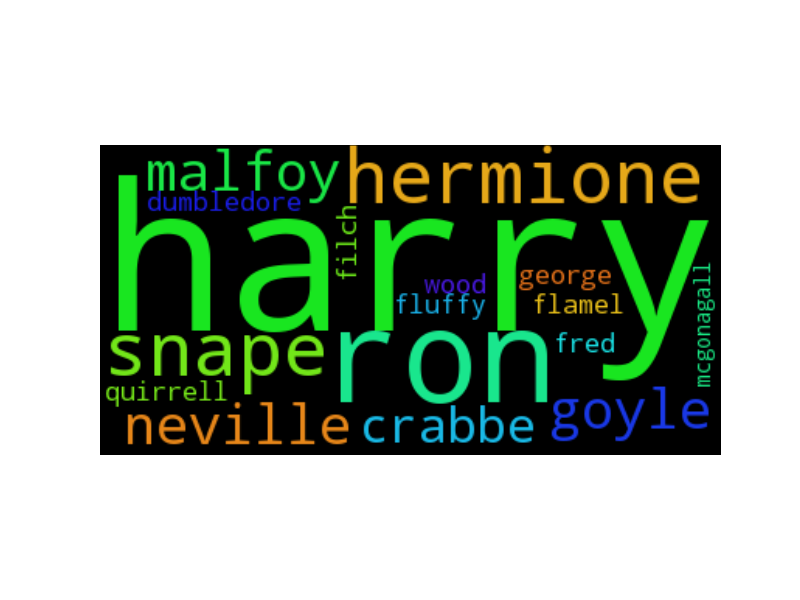 malfoy
hermione
dumbledore
harry
filch
wood
george
fluffy
flamel
mcgonagall
snape
ron
fred
quirrell
neville
crabbe
goyle